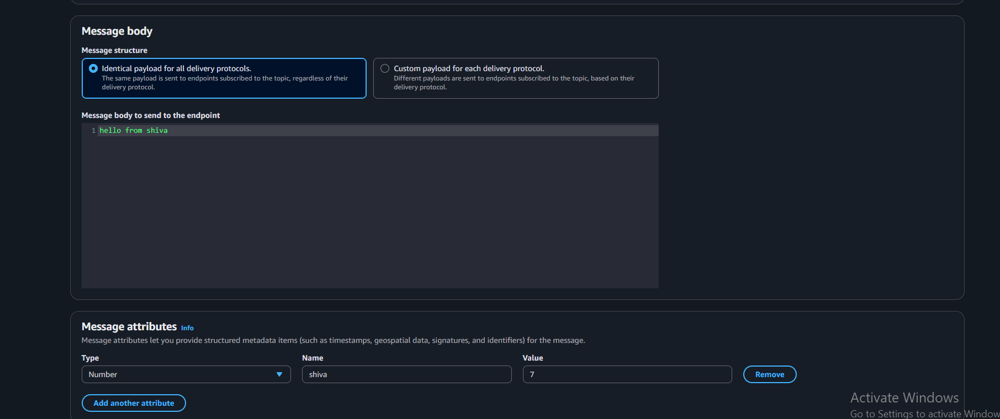 Message body
Message structure
Identical payload for all delivery protocols.
The same payload is sent to endpoints subscribed to the topic, regardless of their
delivery protocol.
Custom payload for each delivery protocol.
Different payloads are sent to endpoints subscribed to the topic, based on their
delivery protocol.
Message body to send to the endpoint
1 hello from shiva
Message attributes Info
Message attributes let you provide structured metadata items (such as timestamps, geospatial data, signatures, and identifiers) for the message.
Type Name Value
Number shiva 7 Remove
Add another attribute
Activate Windows
Go to Settings to activate Window